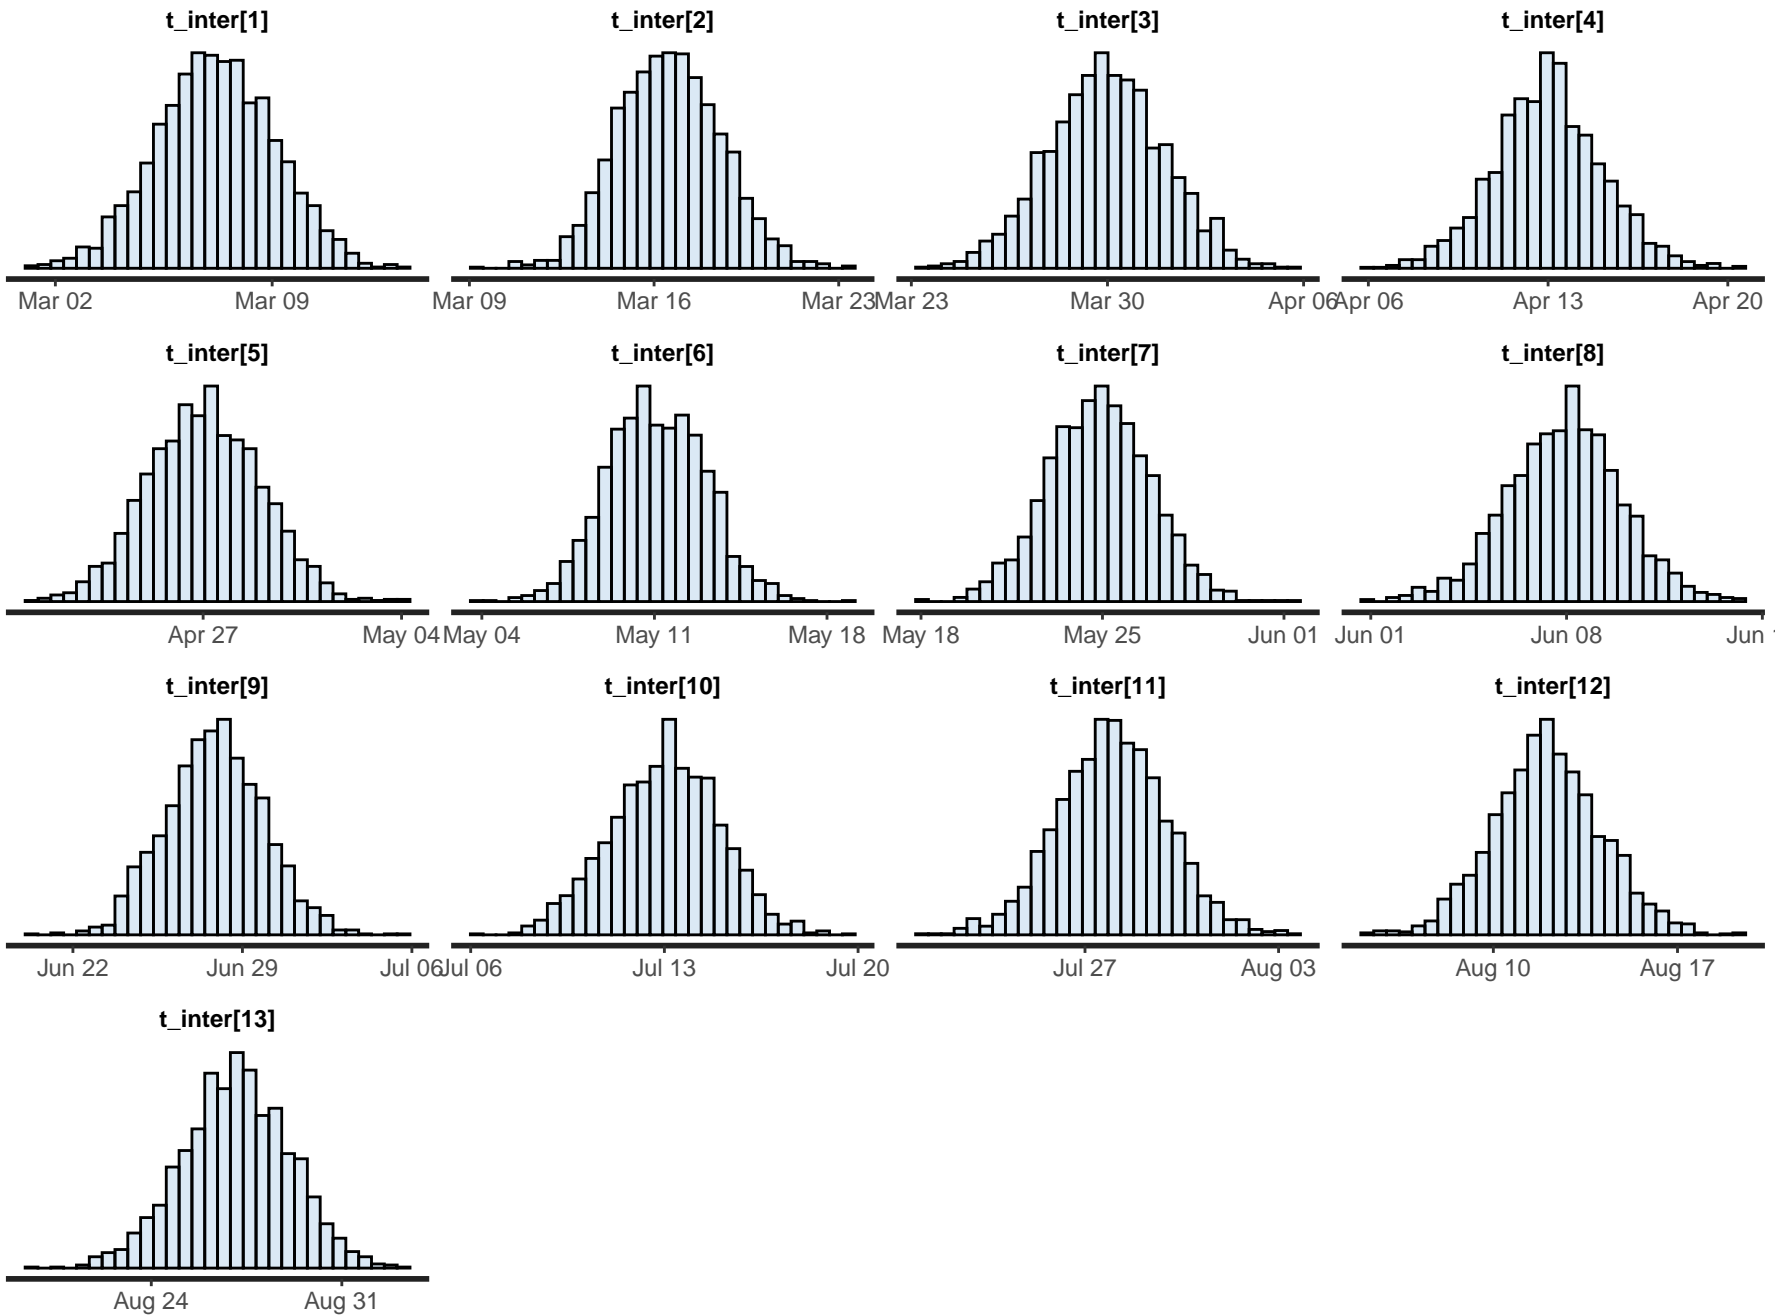 t_inter[1] t_inter[2] t_inter[3] t_inter[4]
Mar 02 Mar 09 Mar 09 Mar 16 Mar 23 Mar 23 Mar 30 Apr 06 Apr 06 Apr 13 Apr 20
t_inter[5] t_inter[6] t_inter[7] t_inter[8]
Apr 27 May 04 May 04 May 11 May 18 May 18 May 25 Jun 01 Jun 01 Jun 08 Jun
t_inter[9] t_inter[10] t_inter[11] t_inter[12]
Jun 22 Jun 29 Jul 06 Jul 06 Jul 13 Jul 20 Jul 27 Aug 03 Aug 10 Aug 17
t_inter[13]
Aug 24 Aug 31